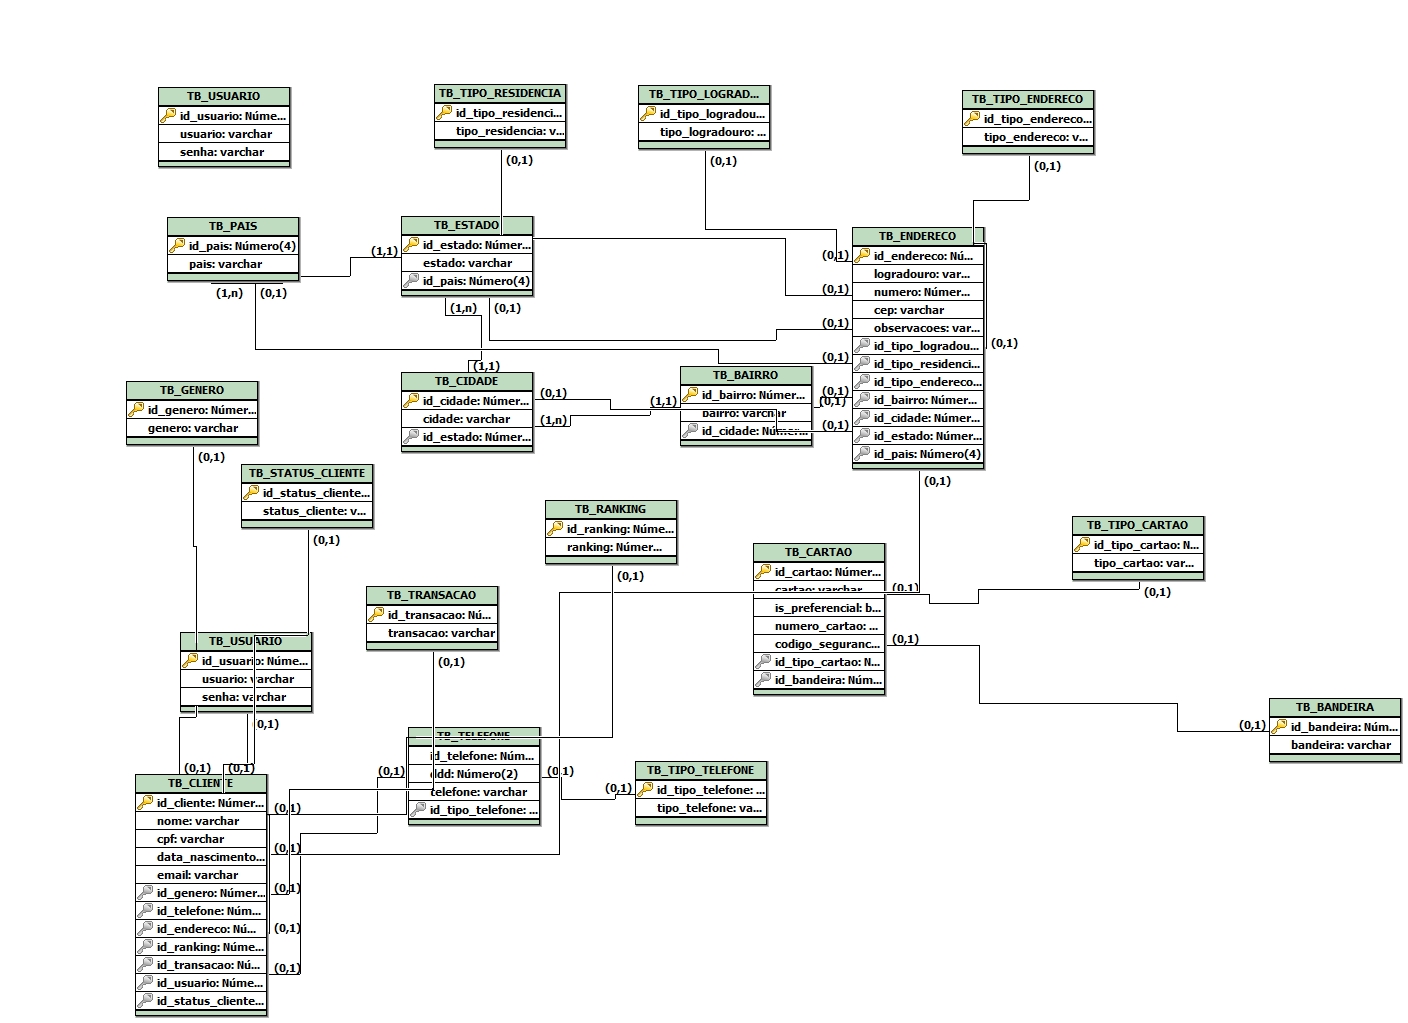 TB_USUARIO
id_usuario: Núme...
usuario: varchar
senha: varchar
TB_TIPO_RESIDENCIA
id_tipo_residenci...
tipo_residencia: v...
(0,1)
TB_TIPO_LOGRAD...
id_tipo_logradou...
tipo_logradouro: ...
(0,1)
TB_TIPO_ENDERECO
id_tipo_endereco...
tipo_endereco: v...
(0,1)
TB_PAIS
id_pais: Número(4)
pais: varchar
(1,n)
(0,1)
(1,1)
TB_ESTADO
id_estado: Númer...
estado: varchar
id_pais: Número(4)
(1,n)
(0,1)
TB_ENDERECO
id_endereco: Nú...
logradouro: var...
numero: Númer...
cep: varchar
observacoes: var...
id_tipo_logradou...
id_tipo_residenci...
id_tipo_endereco...
id_bairro: Númer...
id_cidade: Númer...
id_estado: Númer...
id_pais: Número(4)
(0,1)
(0,1)
(0,1)
(0,1)
(0,1)
(0,1)
(0,1)
(0,1)
(0,1)
(1,1)
TB_CIDADE
id_cidade: Númer...
cidade: varchar
id_estado: Númer...
(0,1)
(1,n)
(1,1)
TB_BAIRRO
id_bairro: Númer...
bairro: varchar
id_cidade: Númer...
TB_GENERO
id_genero: Númer...
genero: varchar
(0,1)
TB_STATUS_CLIENTE
id_status_cliente...
status_cliente: v...
(0,1)
TB_RANKING
id_ranking: Núme...
ranking: Númer...
(0,1)
TB_CARTAO
id_cartao: Númer...
cartao: varchar
is_preferencial: b...
numero_cartao: ...
codigo_seguranc...
id_tipo_cartao: N...
id_bandeira: Núm...
(0,1)
(0,1)
TB_TIPO_CARTAO
id_tipo_cartao: N...
tipo_cartao: var...
(0,1)
TB_TRANSACAO
id_transacao: Nú...
transacao: varchar
(0,1)
TB_USUARIO
id_usuario: Núme...
usuario: varchar
senha: varchar
(0,1)
TB_BANDEIRA
id_bandeira: Núm...
bandeira: varchar
(0,1)
TB_TELEFONE
id_telefone: Núm...
ddd: Número(2)
telefone: varchar
id_tipo_telefone: ...
(0,1)
(0,1)
(0,1)
TB_TIPO_TELEFONE
id_tipo_telefone: ...
tipo_telefone: va...
(0,1)
(0,1)
TB_CLIENTE
id_cliente: Númer...
nome: varchar
cpf: varchar
data_nascimento...
email: varchar
id_genero: Númer...
id_telefone: Núm...
id_endereco: Nú...
id_ranking: Núme...
id_transacao: Nú...
id_usuario: Núme...
id_status_cliente...
(0,1)
(0,1)
(0,1)
(0,1)
(0,1)